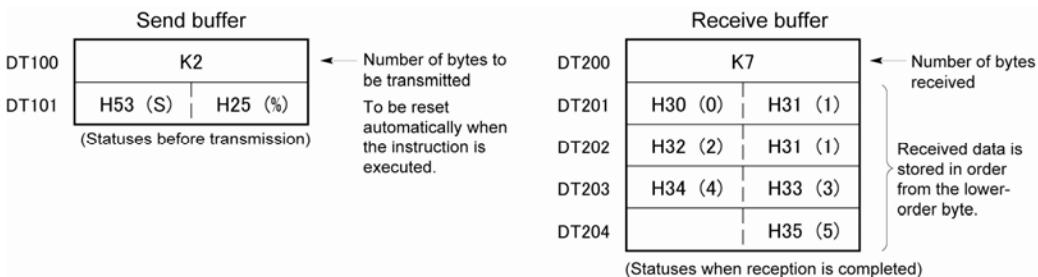 Send buffer
DT100 K2
DT101 H53 (S) H25 (%)
(Statuses before transmission)
Number of bytes to
be transmitted
To be reset
automatically when
the instruction is
executed.
Receive buffer
DT200 K7
DT201 H30 (0) H31 (1)
DT202 H32 (2) H31 (1)
DT203 H34 (4) H33 (3)
DT204 H35 (5)
(Statuses when reception is completed)
Number of bytes
received
Received data is
stored in order
from the lower-
order byte.